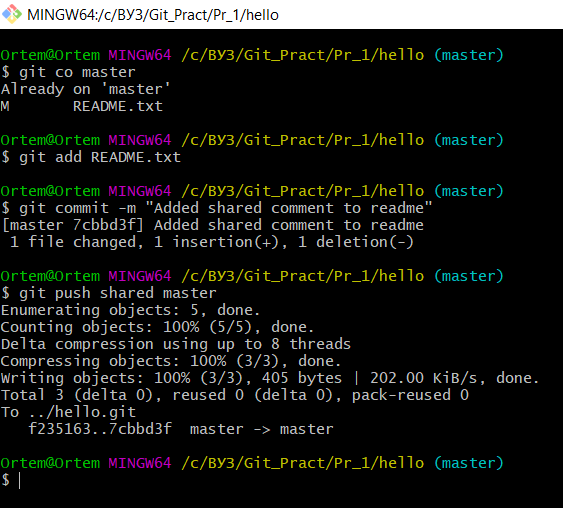 MINGW64:/c/ВУЗ/Git_Pract/Pr_1/hello
Ortem@Ortem MINGW64 /c/ВУЗ/Git_Pract/Pr_1/hello (master)
$ git co master
Already on 'master'
M       README.txt
Ortem@Ortem MINGW64 /c/ВУЗ/Git_Pract/Pr_1/hello (master)
$ git add README.txt
Ortem@Ortem MINGW64 /c/ВУЗ/Git_Pract/Pr_1/hello (master)
$ git commit -m "Added shared comment to readme"
[master 7cbbd3f] Added shared comment to readme
 1 file changed, 1 insertion(+), 1 deletion(-)
Ortem@Ortem MINGW64 /c/ВУЗ/Git_Pract/Pr_1/hello (master)
$ git push shared master
Enumerating objects: 5, done.
Counting objects: 100% (5/5), done.
Delta compression using up to 8 threads
Compressing objects: 100% (3/3), done.
Writing objects: 100% (3/3), 405 bytes | 202.00 KiB/s, done.
Total 3 (delta 0), reused 0 (delta 0), pack-reused 0
To ../hello.git
   f235163..7cbbd3f  master -> master
Ortem@Ortem MINGW64 /c/ВУЗ/Git_Pract/Pr_1/hello (master)
$